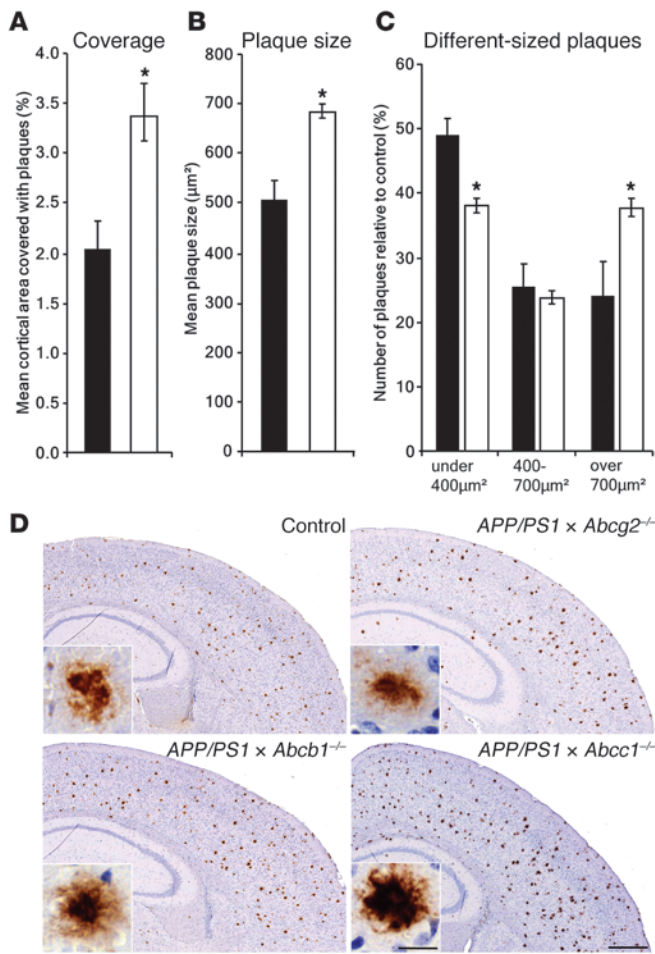 A
Coverage
Mean cortical area covered with plaques (%)
4.0
3.5
3.0
2.5
2.0
1.5
1.0
0.5
0.0
*
B
Plaque size
Mean plaque size (µm²)
800
700
600
500
400
300
200
100
0
*
C
Different-sized plaques
Number of plaques relative to control (%)
60
50
40
30
20
10
0
*
*
under
400µm²
400-
700µm²
over
700µm²
D
Control
APP/PS1 × Abcg2⁻/⁻
APP/PS1 × Abcb1⁻/⁻
APP/PS1 × Abcc1⁻/⁻